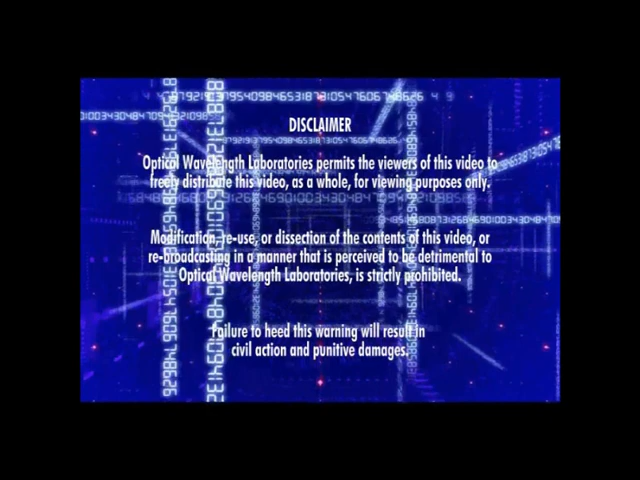 DISCLAIMER
Optical Wavelength Laboratories permits the viewers of this video to
freely distribute this video, as a whole, for viewing purposes only.
Modification, re-use, or dissection of the contents of this video, or
re-broadcasting in a manner that is perceived to be detrimental to
Optical Wavelength Laboratories, is strictly prohibited.
Failure to heed this warning will result in
civil action and punitive damages.